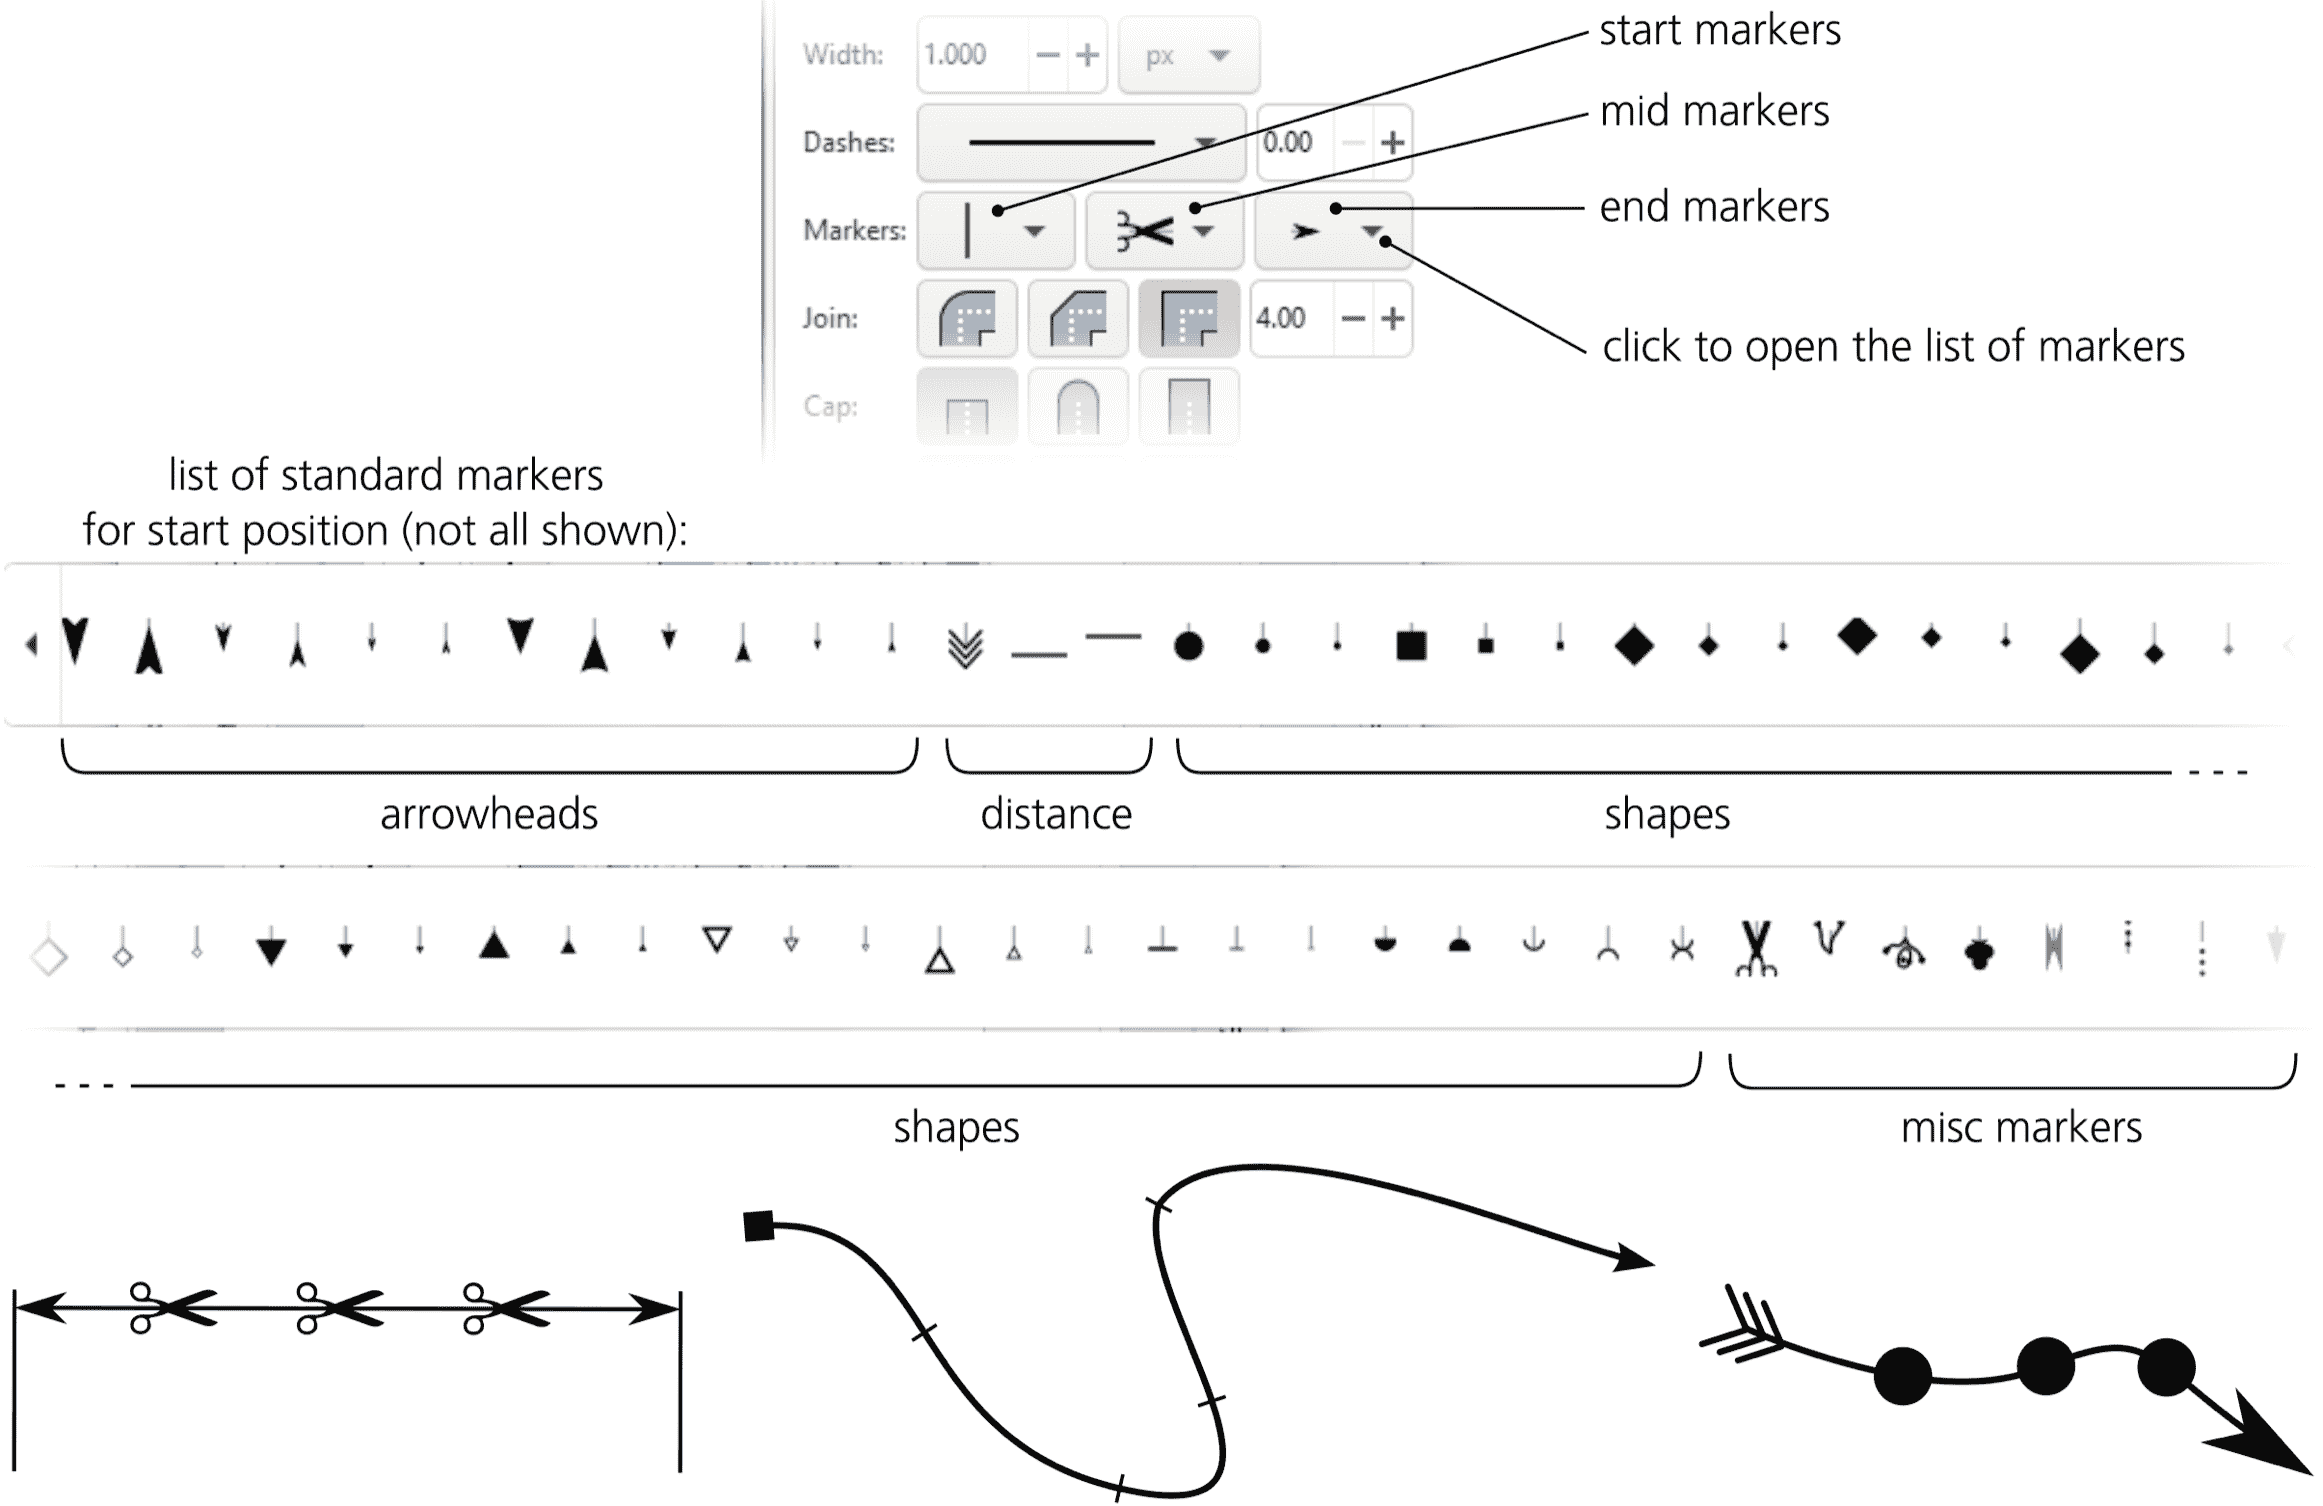 Width: 1.000 px
start markers
mid markers
Dashes: 0.00
Markers:
end markers
Join: 4.00
click to open the list of markers
Cap:
list of standard markers
for start position (not all shown):
arrowheads distance shapes
shapes misc markers